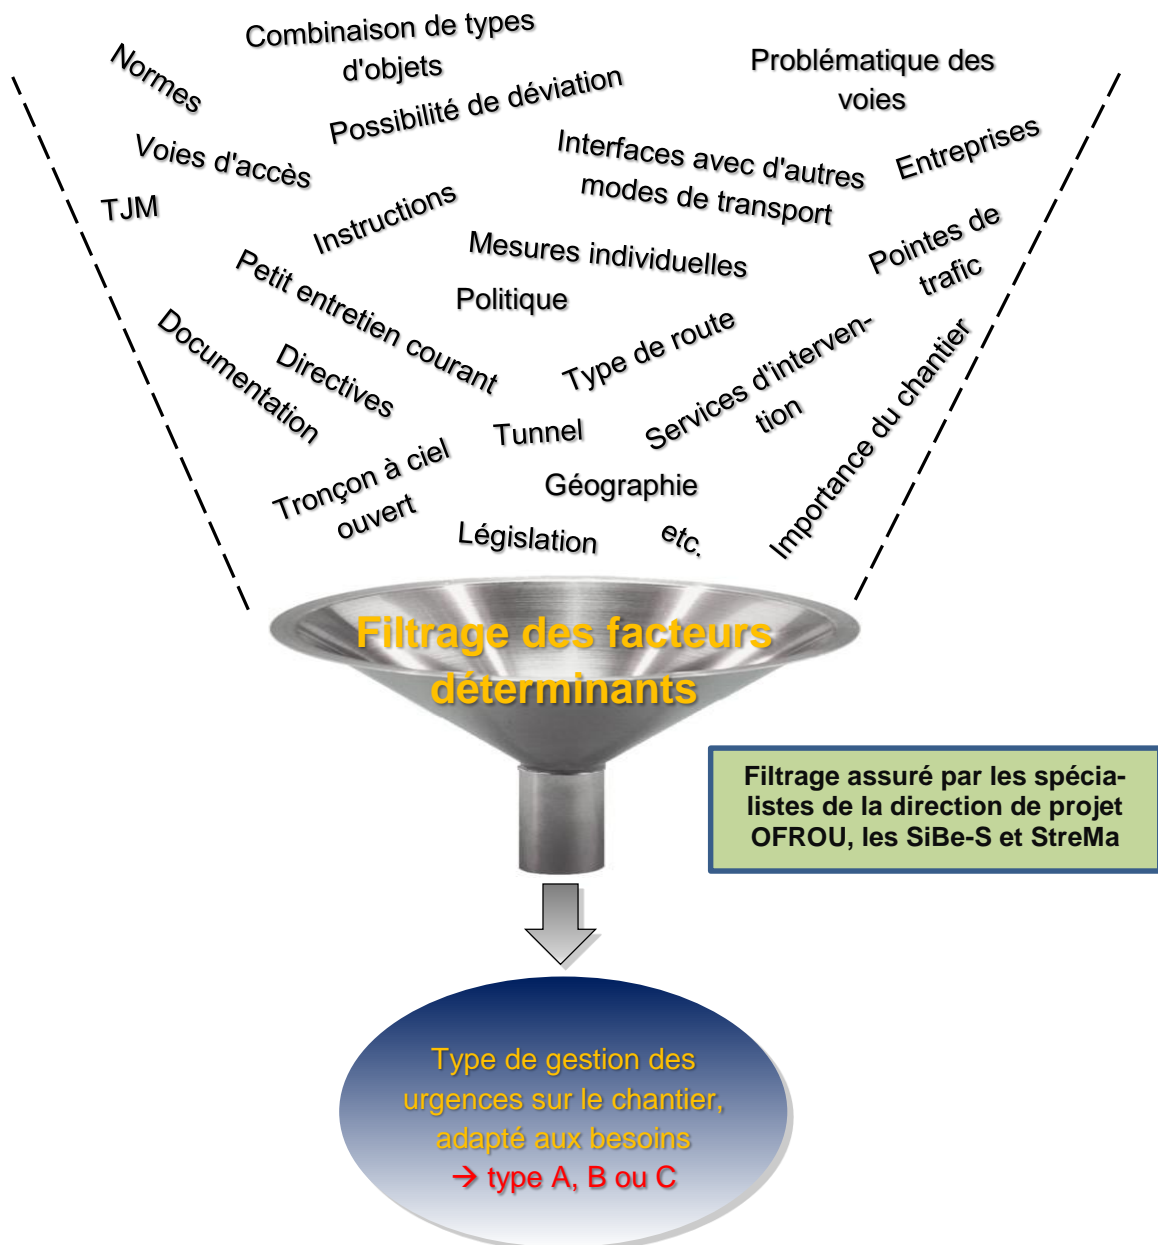 Combinaison de types
d'objets
Normes
Problématique des
voies
Possibilité de déviation
Voies d'accès
Interfaces avec d'autres
modes de transport
Entreprises
TJM
Instructions
Mesures individuelles
Pointes de
trafic
Petit entretien courant
Politique
Documentation
Directives
Type de route
Services d'interven-
tion
Importance du chantier
Tunnel
Tronçon à ciel
ouvert
Géographie
Législation
etc.
Filtrage des facteurs
déterminants
Filtrage assuré par les spécia-
listes de la direction de projet
OFROU, les SiBe-S et StreMa
Type de gestion des
urgences sur le chantier,
adapté aux besoins
→ type A, B ou C